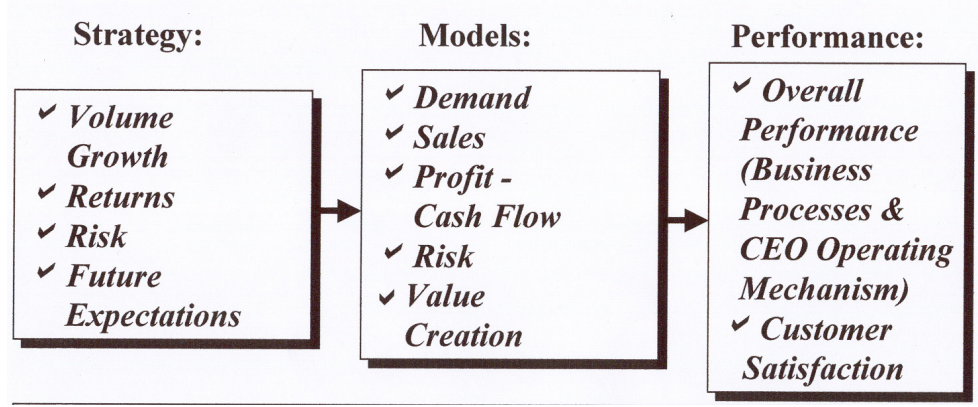 Strategy:
✓ Volume
Growth
✓ Returns
✓ Risk
✓ Future
Expectations
Models:
✓ Demand
✓ Sales
✓ Profit -
Cash Flow
✓ Risk
✓ Value
Creation
Performance:
✓ Overall
Performance
(Business
Processes &
CEO Operating
Mechanism)
✓ Customer
Satisfaction